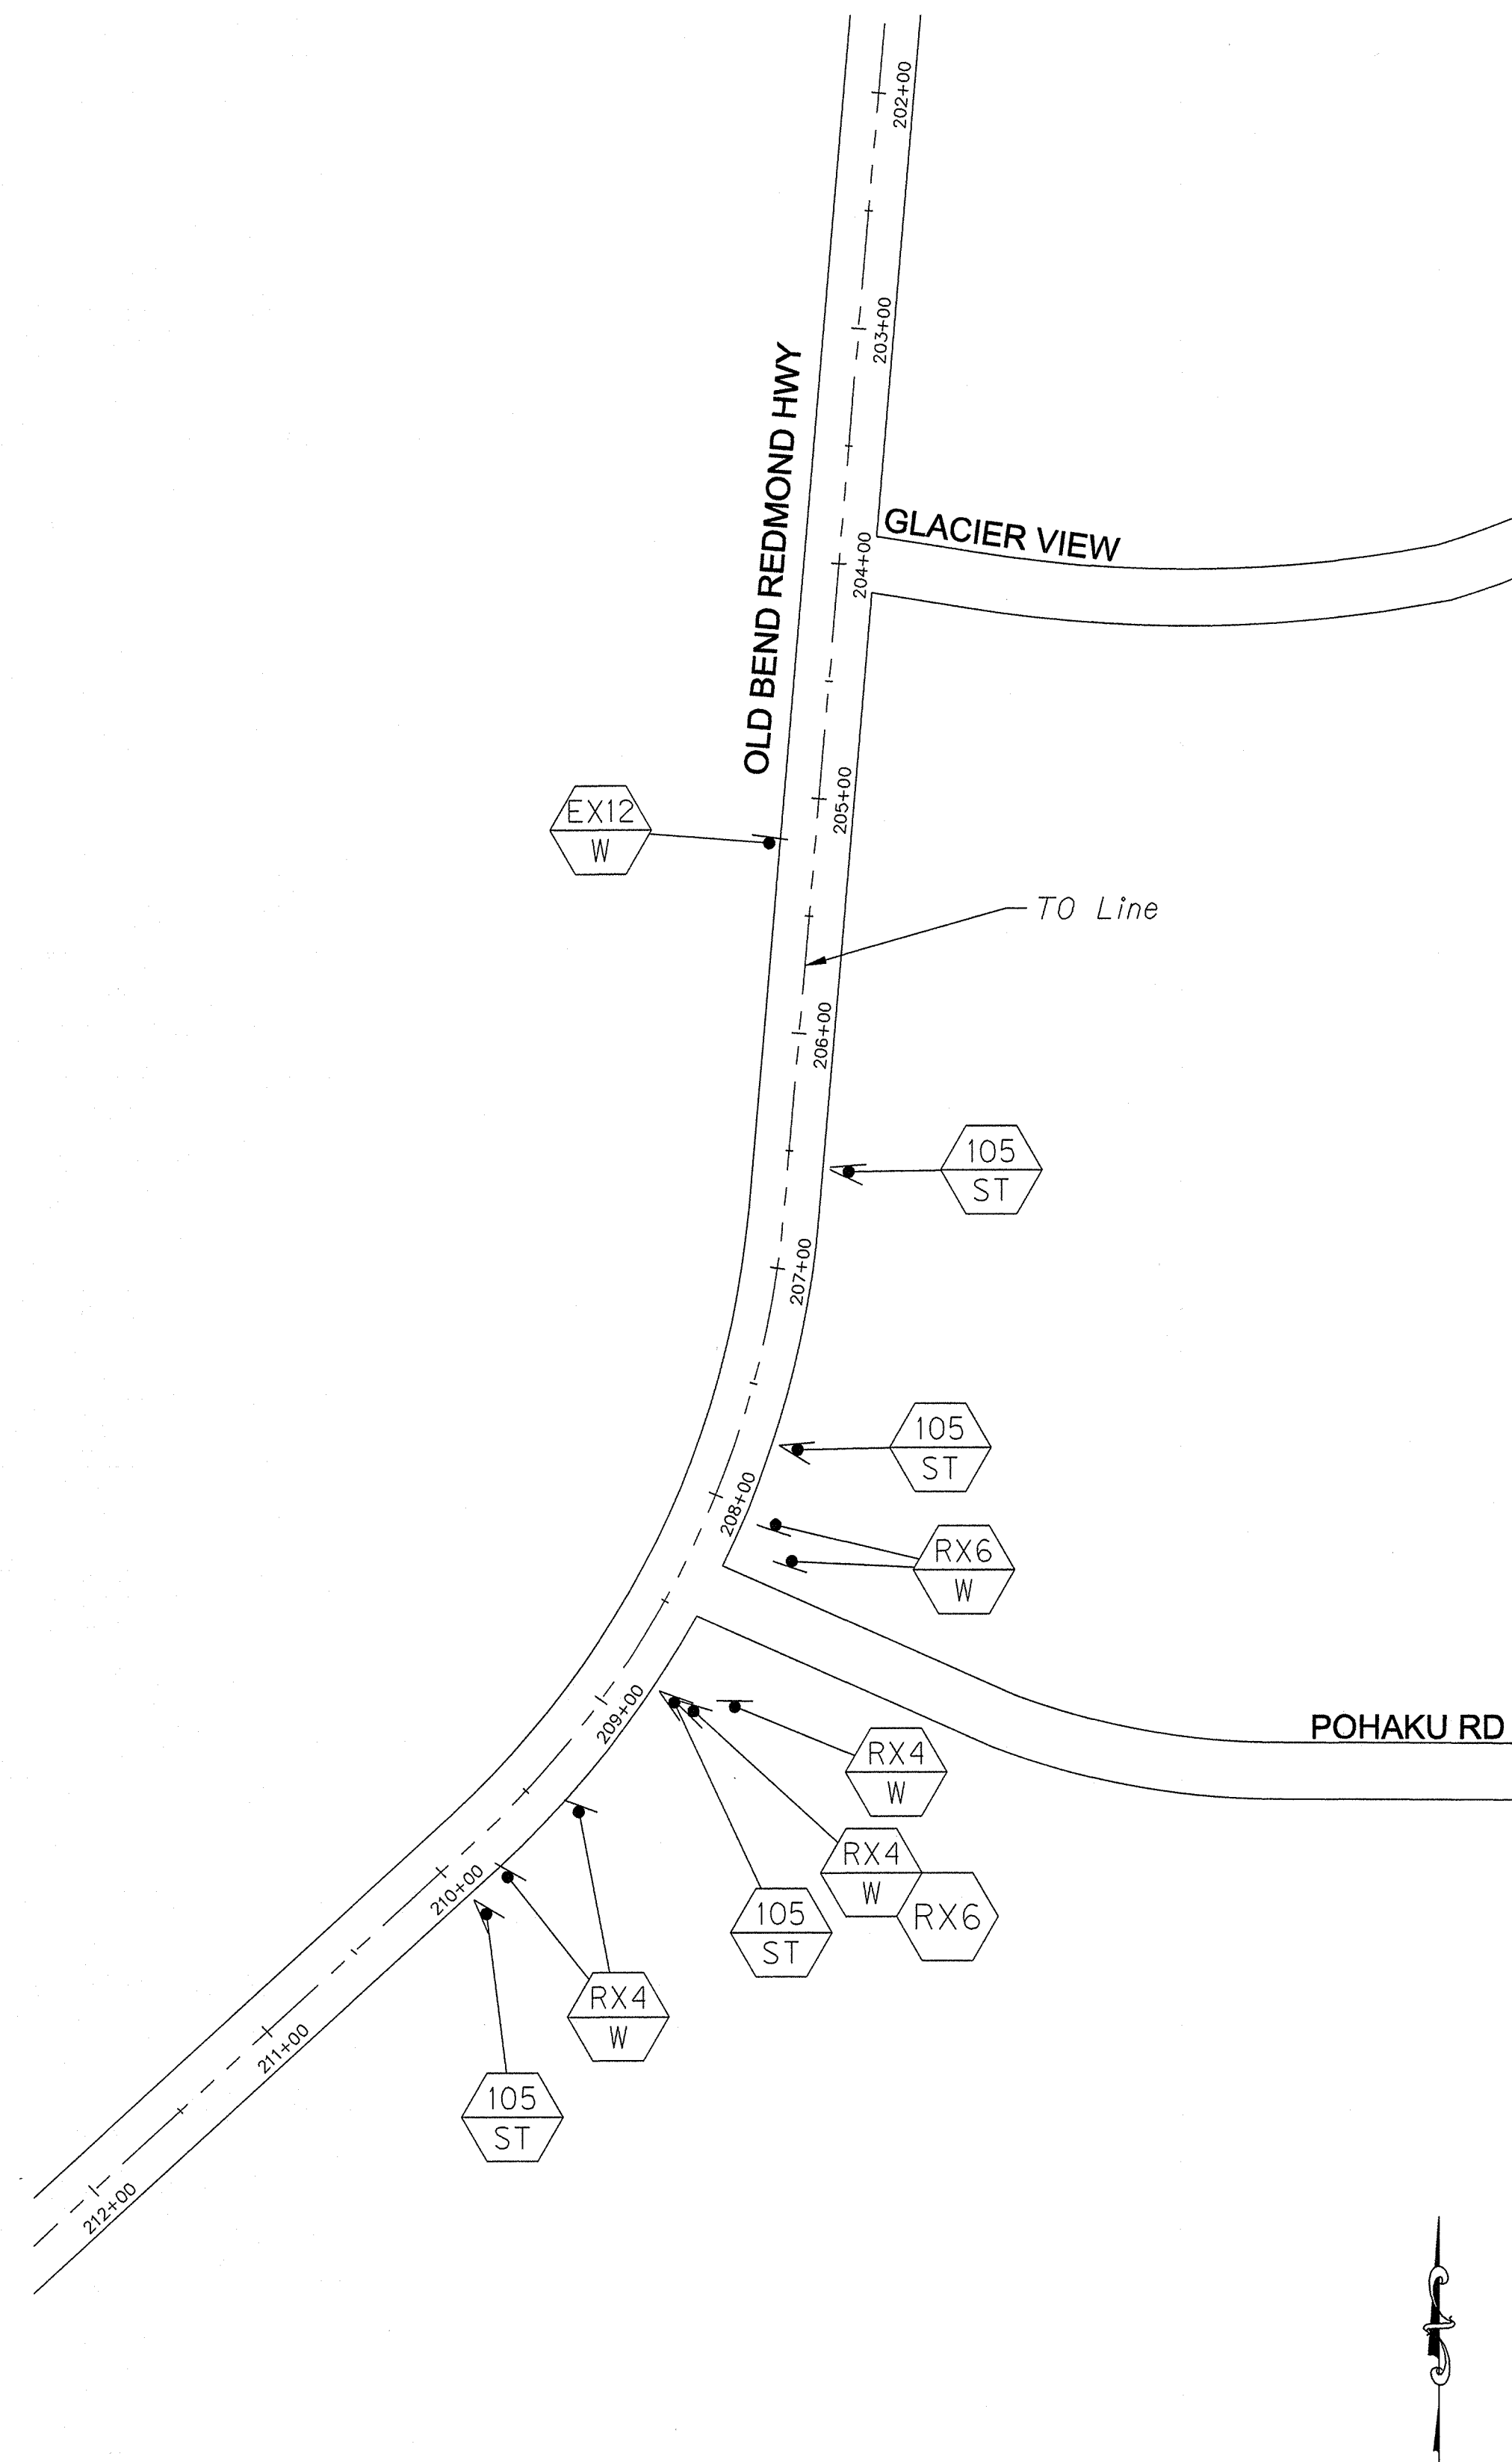 202+00
203+00
OLD BEND REDMOND HWY
GLACIER VIEW
204+00
205+00
EX12
W
TO Line
206+00
105
ST
207+00
105
ST
208+00
RX6
W
209+00
POHAKU RD
RX4
W
RX4
W
RX6
210+00
105
ST
RX4
W
211+00
105
ST
212+00